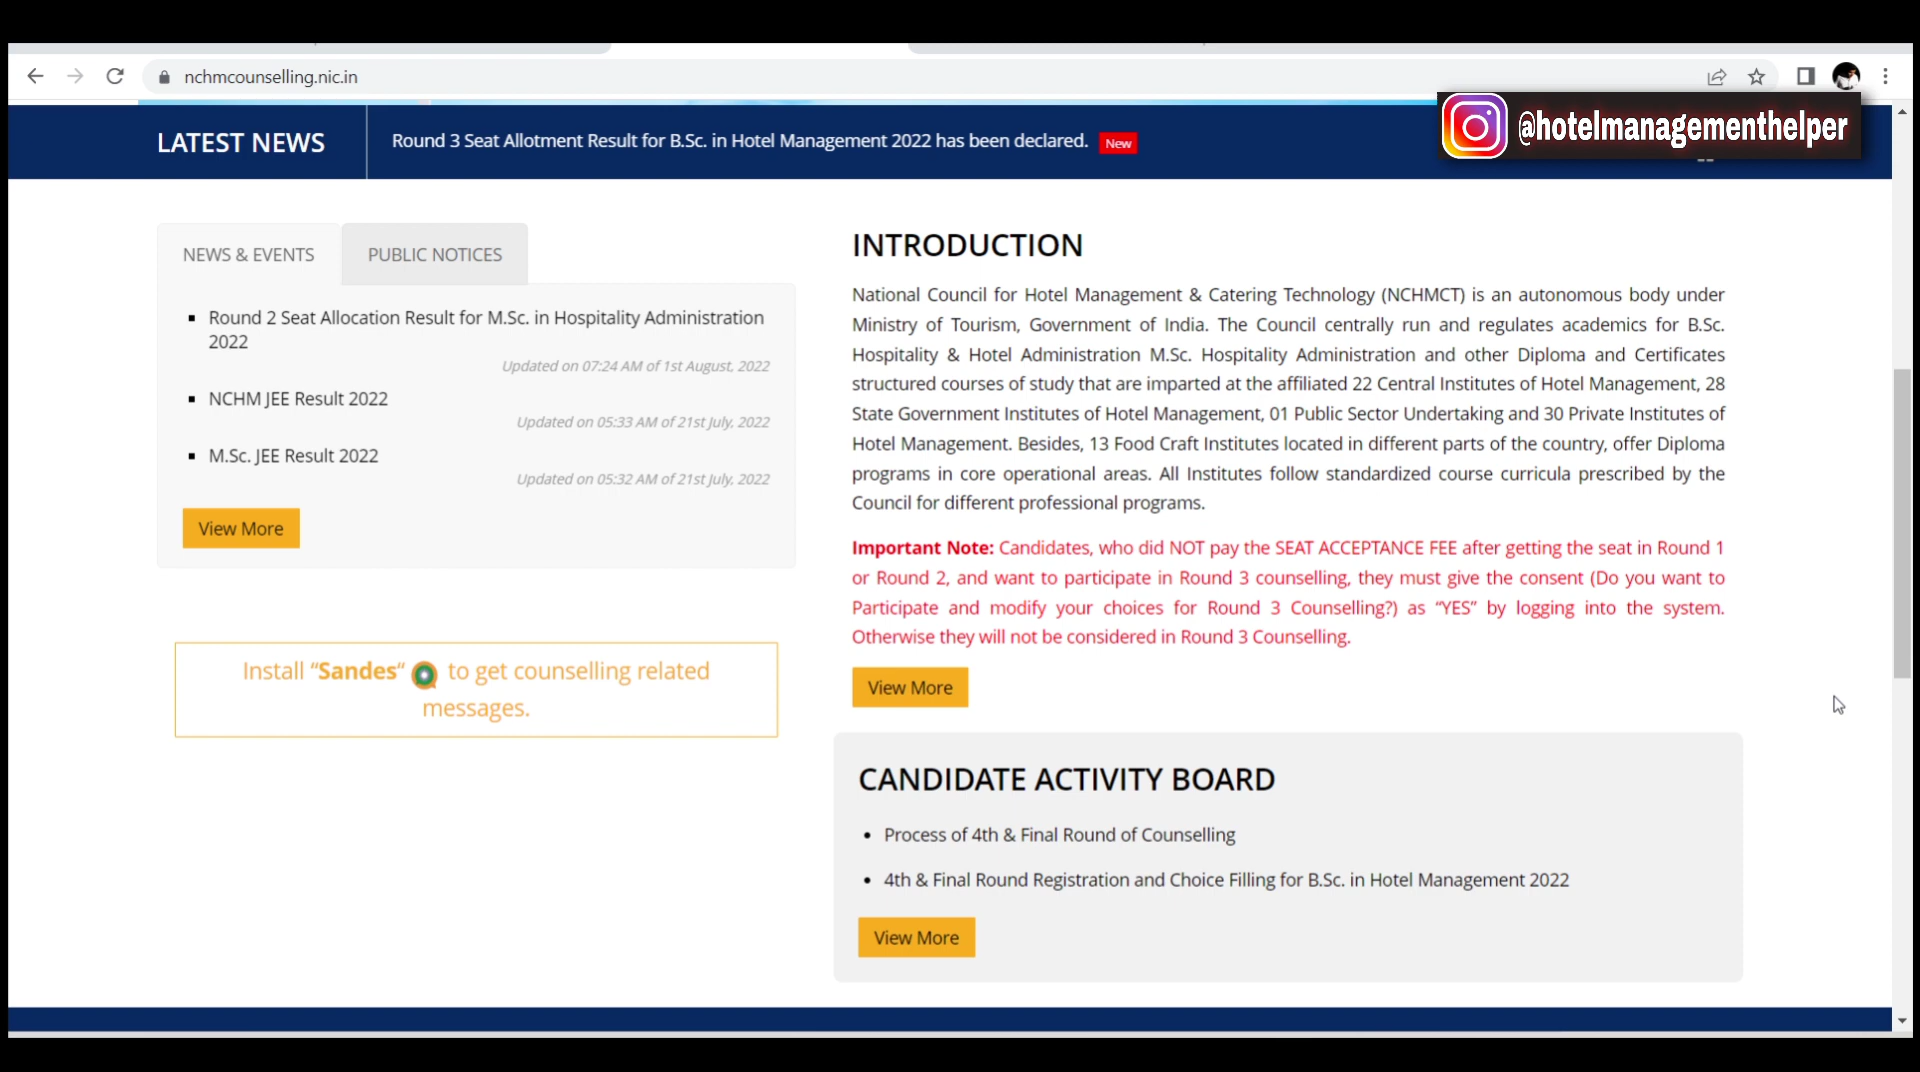 nchmcounselling.nic.in
@hotelmanagementhelper
LATEST NEWS
Round 3 Seat Allotment Result for B.Sc. in Hotel Management 2022 has been declared. New
NEWS & EVENTS
PUBLIC NOTICES
Round 2 Seat Allocation Result for M.Sc. in Hospitality Administration
2022
Updated on 07:24 AM of 1st August, 2022
NCHM JEE Result 2022
Updated on 05:33 AM of 21st July, 2022
M.Sc. JEE Result 2022
Updated on 05:32 AM of 21st July, 2022
View More
Install “Sandes“ to get counselling related
messages.
INTRODUCTION
National Council for Hotel Management & Catering Technology (NCHMCT) is an autonomous body under
Ministry of Tourism, Government of India. The Council centrally run and regulates academics for B.Sc.
Hospitality & Hotel Administration M.Sc. Hospitality Administration and other Diploma and Certificates
structured courses of study that are imparted at the affiliated 22 Central Institutes of Hotel Management, 28
State Government Institutes of Hotel Management, 01 Public Sector Undertaking and 30 Private Institutes of
Hotel Management. Besides, 13 Food Craft Institutes located in different parts of the country, offer Diploma
programs in core operational areas. All Institutes follow standardized course curricula prescribed by the
Council for different professional programs.
Important Note: Candidates, who did NOT pay the SEAT ACCEPTANCE FEE after getting the seat in Round 1
or Round 2, and want to participate in Round 3 counselling, they must give the consent (Do you want to
Participate and modify your choices for Round 3 Counselling?) as “YES” by logging into the system.
Otherwise they will not be considered in Round 3 Counselling.
View More
CANDIDATE ACTIVITY BOARD
Process of 4th & Final Round of Counselling
4th & Final Round Registration and Choice Filling for B.Sc. in Hotel Management 2022
View More